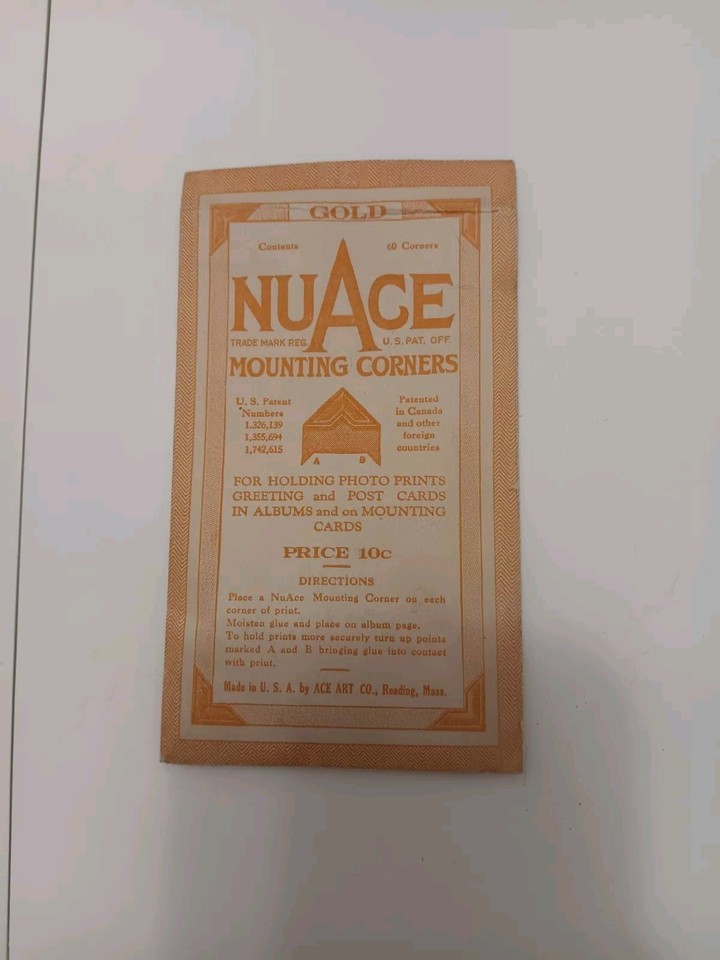 GOLD
Contents 60 Corners
NUACE
TRADE MARK REG. U.S. PAT. OFF.
MOUNTING CORNERS
U. S. Patent
Numbers
1,326,139
1,355,694
1,742,615
Patented
in Canada
and other
foreign
countries
A B
FOR HOLDING PHOTO PRINTS
GREETING and POST CARDS
IN ALBUMS and on MOUNTING
CARDS
PRICE 10c
DIRECTIONS
Place a NuAce Mounting Corner on each
corner of print.
Moisten glue and place on album page.
To hold prints more securely turn up points
marked A and B bringing glue into contact
with print.
Made in U. S. A. by ACE ART CO., Reading, Mass.